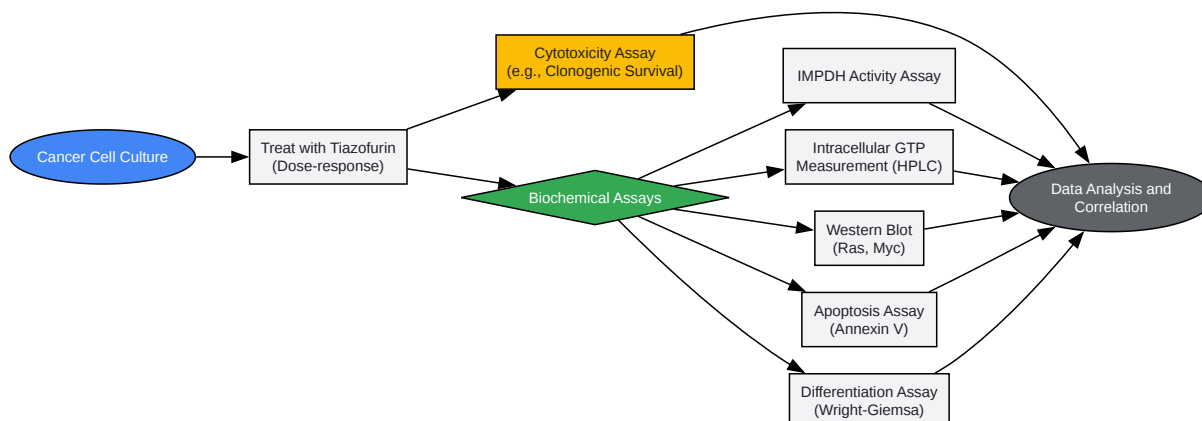 Cancer Cell Culture
Treat with Tiazofurin
(Dose-response)
Cytotoxicity Assay
(e.g., Clonogenic Survival)
Biochemical Assays
IMPDH Activity Assay
Intracellular GTP
Measurement (HPLC)
Western Blot
(Ras, Myc)
Apoptosis Assay
(Annexin V)
Differentiation Assay
(Wright-Giemsa)
Data Analysis and
Correlation